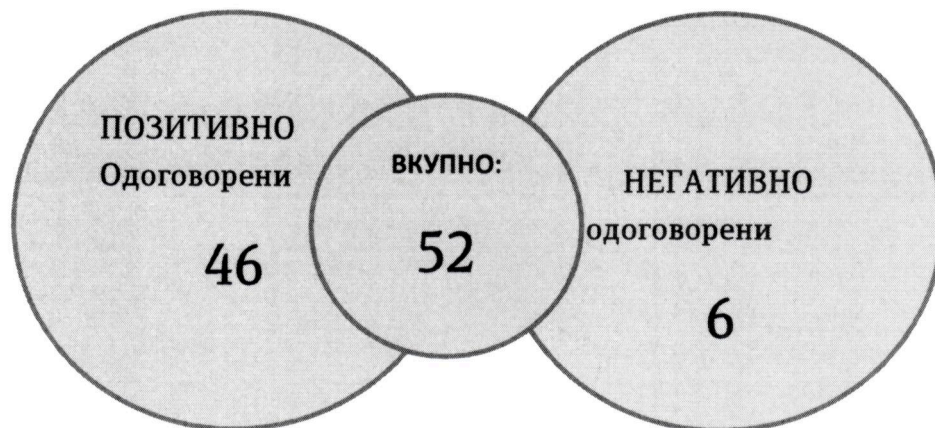 ПОЗИТИВНО
Одоговорени
46
ВКУПНО:
52
НЕГАТИВНО
одоговорени
6